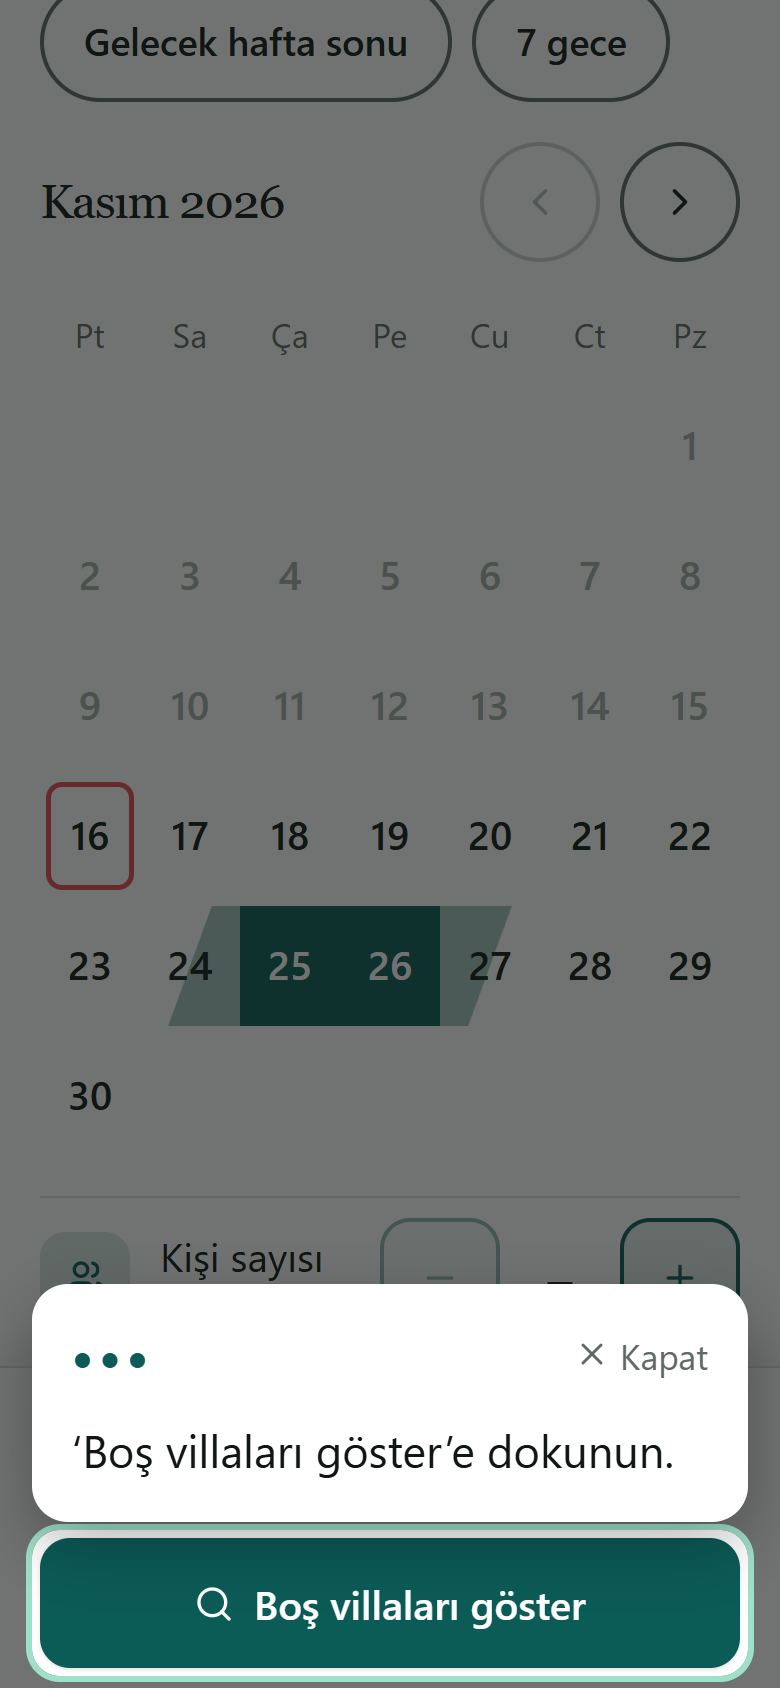 Gelecek hafta sonu 7 gece
Kasım 2026
Pt Sa Ça Pe Cu Ct Pz
1
2 3 4 5 6 7 8
9 10 11 12 13 14 15
16 17 18 19 20 21 22
23 24 25 26 27 28 29
30
Kişi sayısı
Kapat
‘Boş villaları göster’e dokunun.
Boş villaları göster